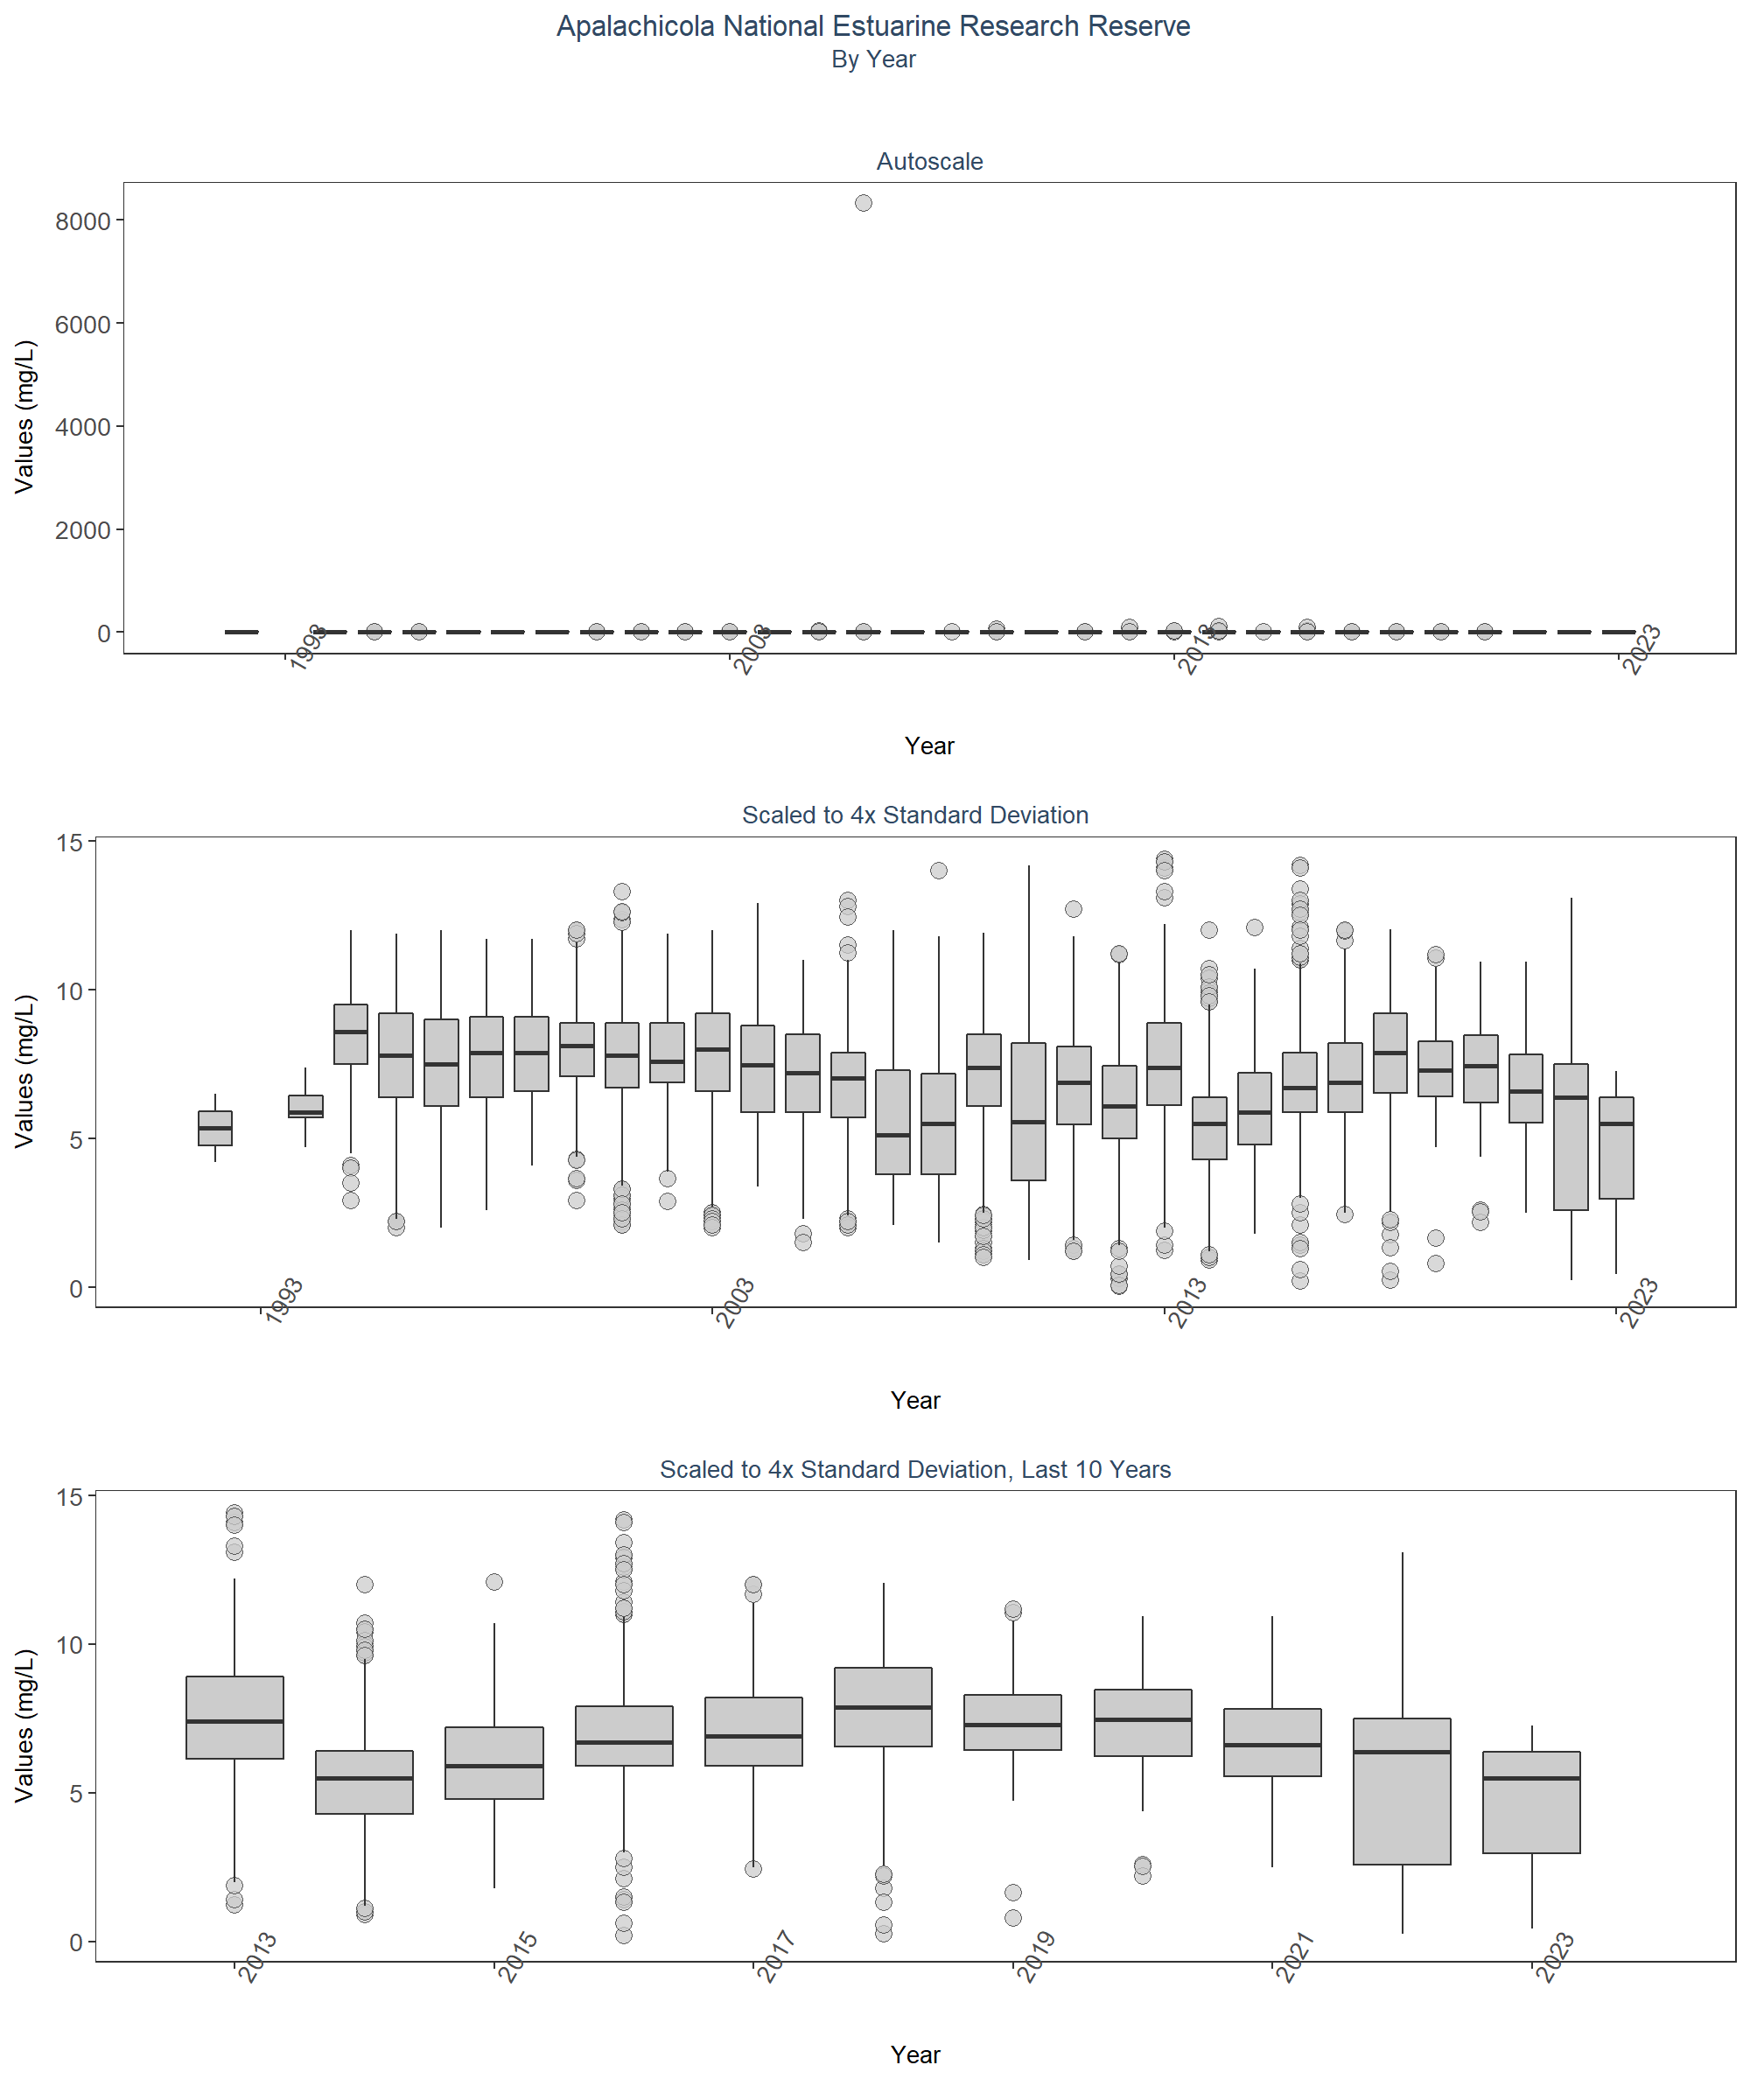 Apalachicola National Estuarine Research Reserve
By Year
Autoscale
Values (mg/L)
8000
6000
4000
2000
0
1993
2003
2013
2023
Year
Scaled to 4x Standard Deviation
Values (mg/L)
15
10
5
0
1993
2003
2013
2023
Year
Scaled to 4x Standard Deviation, Last 10 Years
Values (mg/L)
15
10
5
0
2013
2015
2017
2019
2021
2023
Year